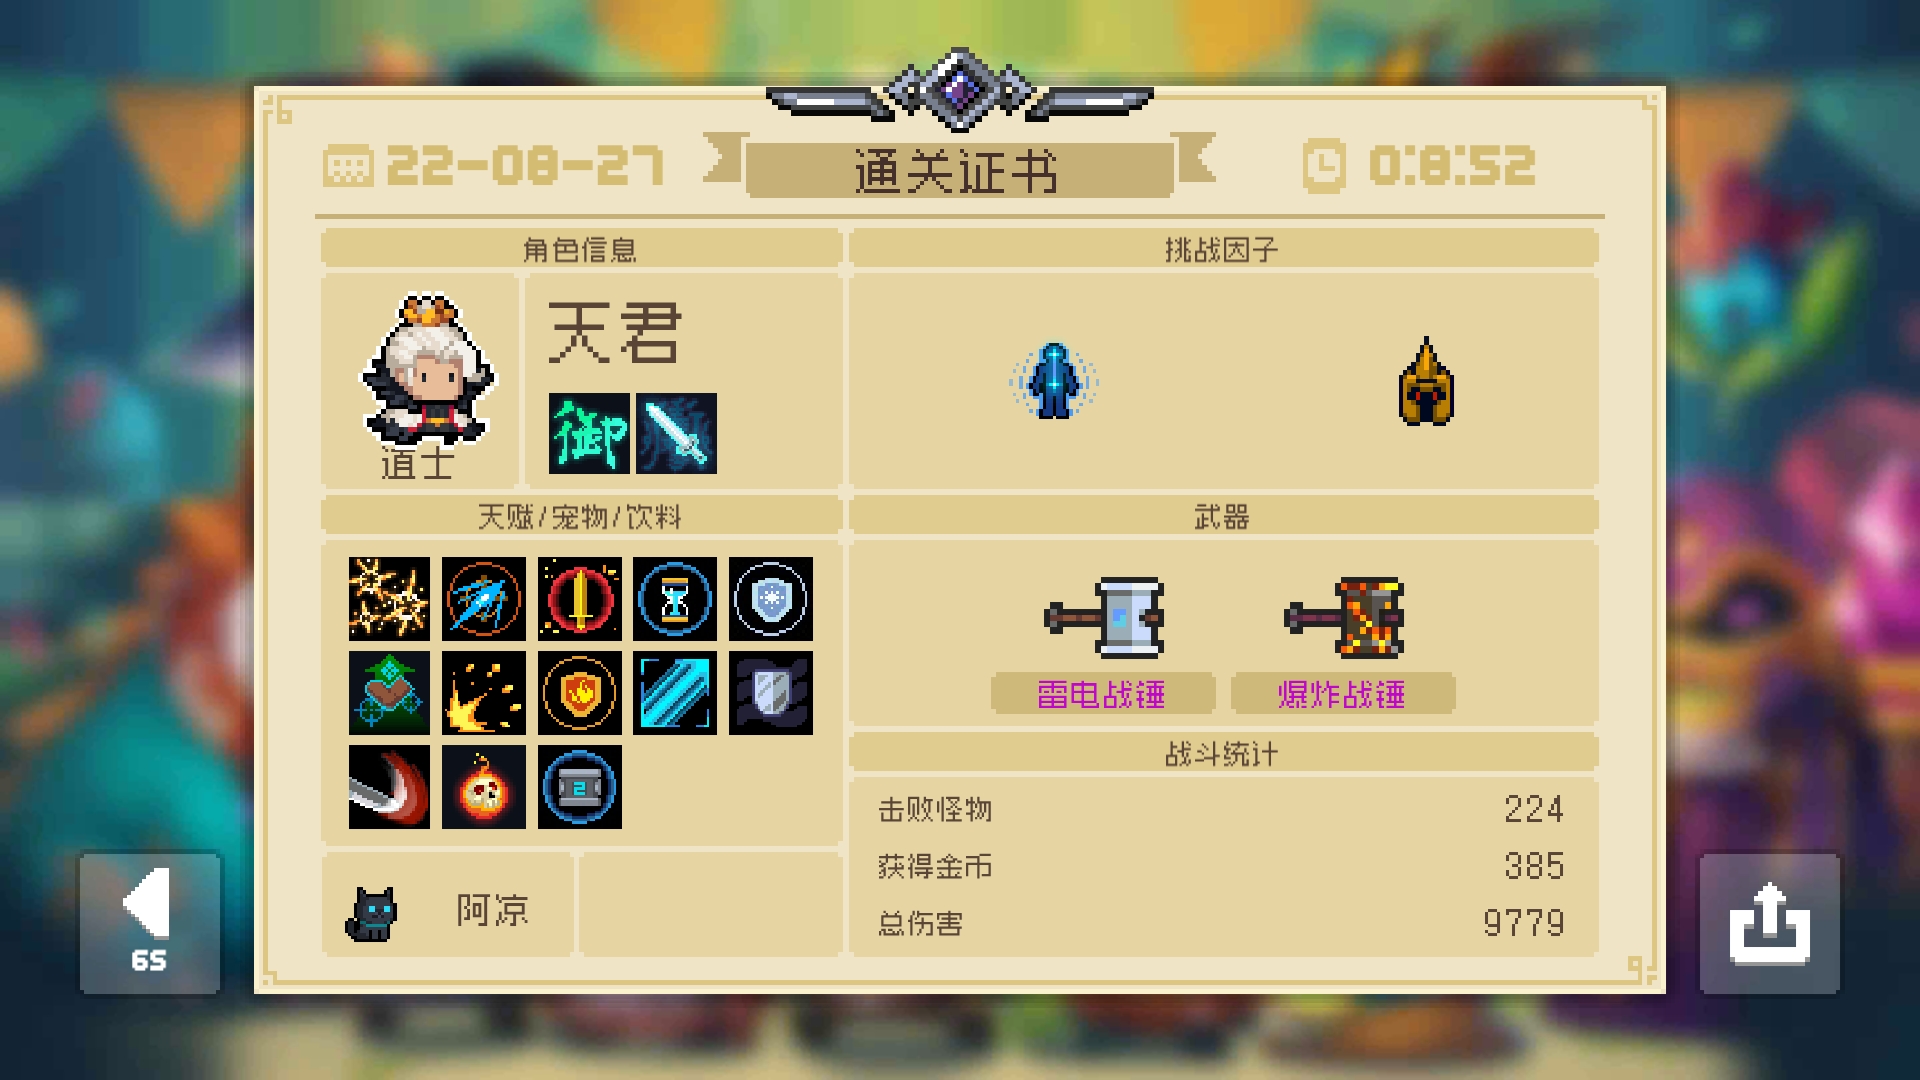 22-08-27
通关证书
0:8:52
角色信息
挑战因子
天君
御
道士
天赋/宠物/饮料
武器
雷电战锤
爆炸战锤
2
战斗统计
击败怪物
224
获得金币
385
总伤害
9779
阿凉
6S